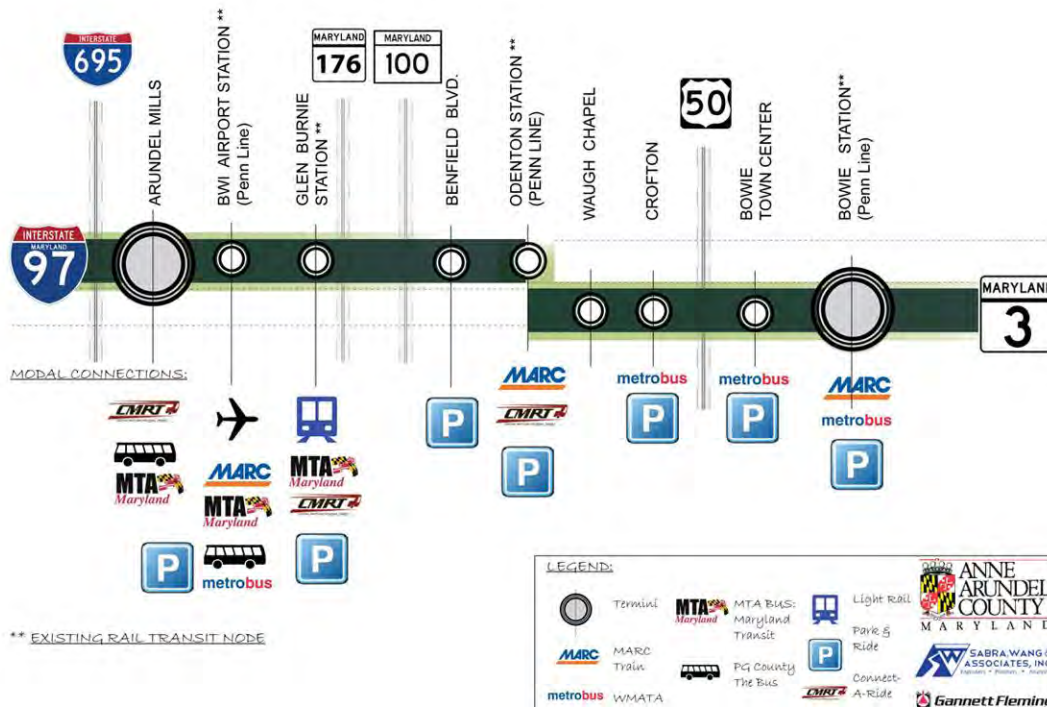 INTERSTATE
695
ARUNDEL MILLS
BWI AIRPORT STATION **
(Penn Line)
GLEN BURNIE
STATION **
MARYLAND
176
MARYLAND
100
BENFIELD BLVD.
ODENTON STATION **
(PENN LINE)
WAUGH CHAPEL
CROFTON
50
BOWIE
TOWN CENTER
BOWIE STATION**
(Penn Line)
INTERSTATE
MARYLAND
97
MARYLAND
3
MODAL CONNECTIONS:
CMRT
MTA
Maryland
P
MARC
MTA
Maryland
metrobus
MTA
Maryland
CMRT
P
P
MARC
CMRT
P
metrobus
P
metrobus
P
MARC
metrobus
P
** EXISTING RAIL TRANSIT NODE
LEGEND:
Termini
MARC
MARC
Train
metrobus
WMATA
MTA
Maryland
MTA BUS:
Maryland
Transit
PG County
The Bus
Light Rail
P
Park &
Ride
CMRT
Connect-
A-Ride
ANNE
ARUNDEL
COUNTY
MARYLAND
SW
SABRA, WANG &
ASSOCIATES, INC
Gannett Fleming